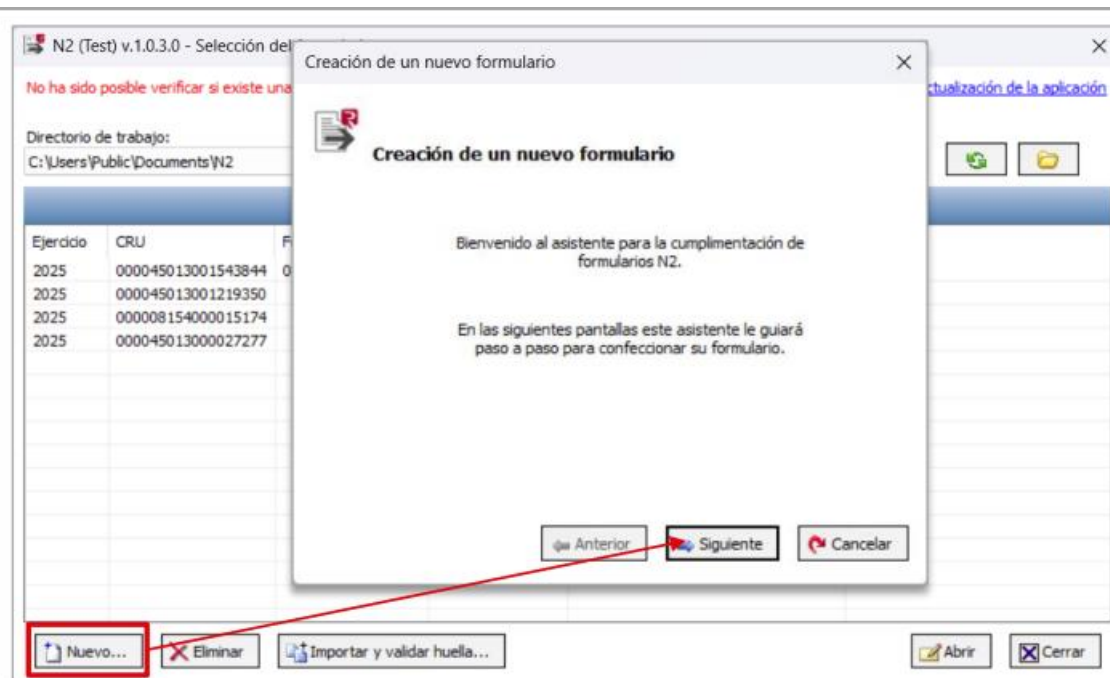 N2 (Test) v.1.0.3.0 - Selección del
No ha sido posible verificar si existe una
actualización de la aplicación
Directorio de trabajo:
C:\Users\Public\Documents\N2
Ejercicio CRU F
2025 000045013001543844 0
2025 000045013001219350
2025 000008154000015174
2025 000045013000027277
Creación de un nuevo formulario
Creación de un nuevo formulario
Bienvenido al asistente para la cumplimentación de
formularios N2.
En las siguientes pantallas este asistente le guiará
paso a paso para confeccionar su formulario.
Anterior Siguiente Cancelar
Nuevo... Eliminar Importar y validar huella... Abrir Cerrar